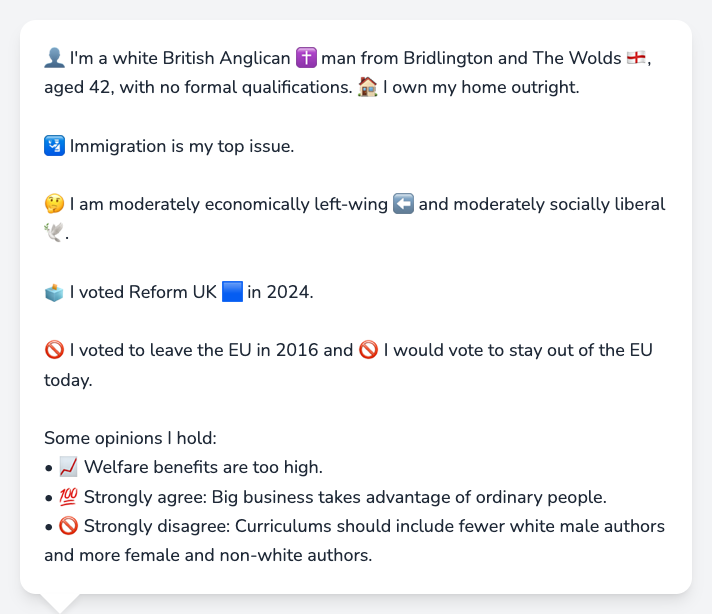 👤 I'm a white British Anglican ✝️ man from Bridlington and The Wolds 🏴󠁧󠁢󠁥󠁮󠁧󠁿,
aged 42, with no formal qualifications. 🏠 I own my home outright.
🛂 Immigration is my top issue.
🤔 I am moderately economically left-wing ⬅️ and moderately socially liberal
🕊️.
🗳️ I voted Reform UK 🟦 in 2024.
🚫 I voted to leave the EU in 2016 and 🚫 I would vote to stay out of the EU
today.
Some opinions I hold:
• 📈 Welfare benefits are too high.
• 💯 Strongly agree: Big business takes advantage of ordinary people.
• 🚫 Strongly disagree: Curriculums should include fewer white male authors
and more female and non-white authors.